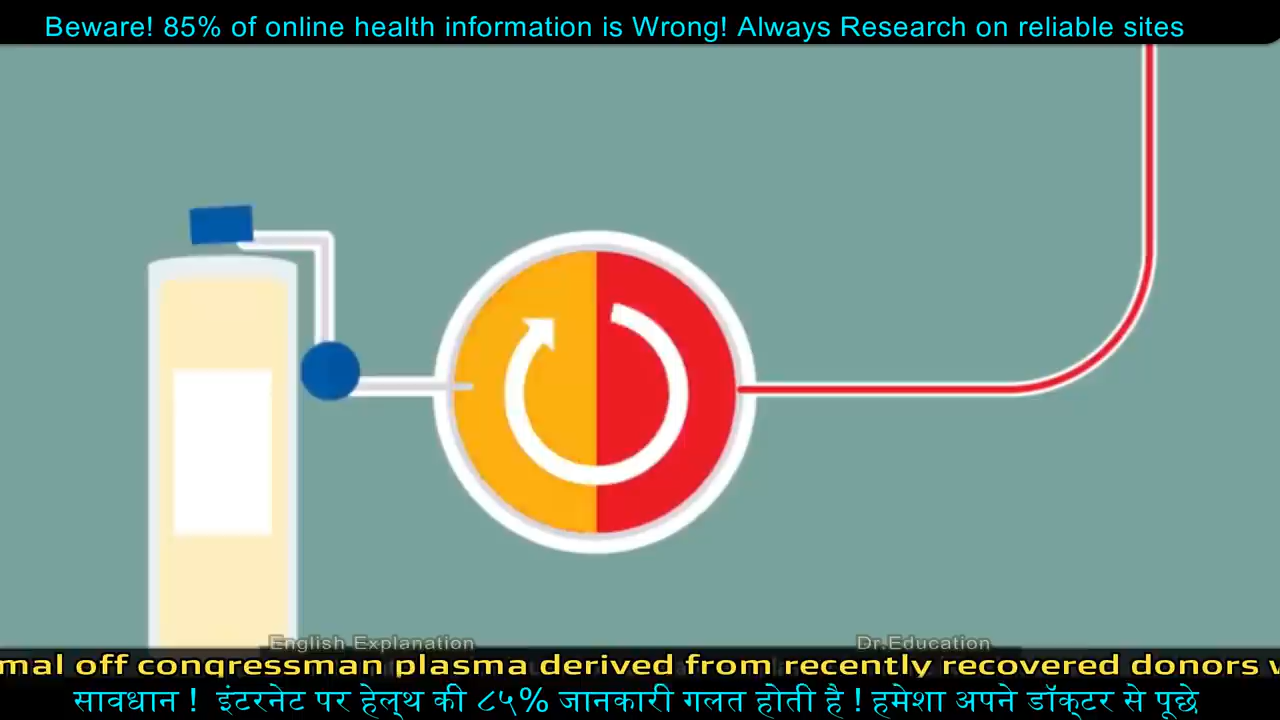 Beware! 85% of online health information is Wrong! Always Research on reliable sites
English Explanation
Dr.Education
mal off congressman plasma derived from recently recovered donors
सावधान ! इंटरनेट पर हेल्थ की ८५% जानकारी गलत होती है ! हमेशा अपने डॉक्टर से पूछे